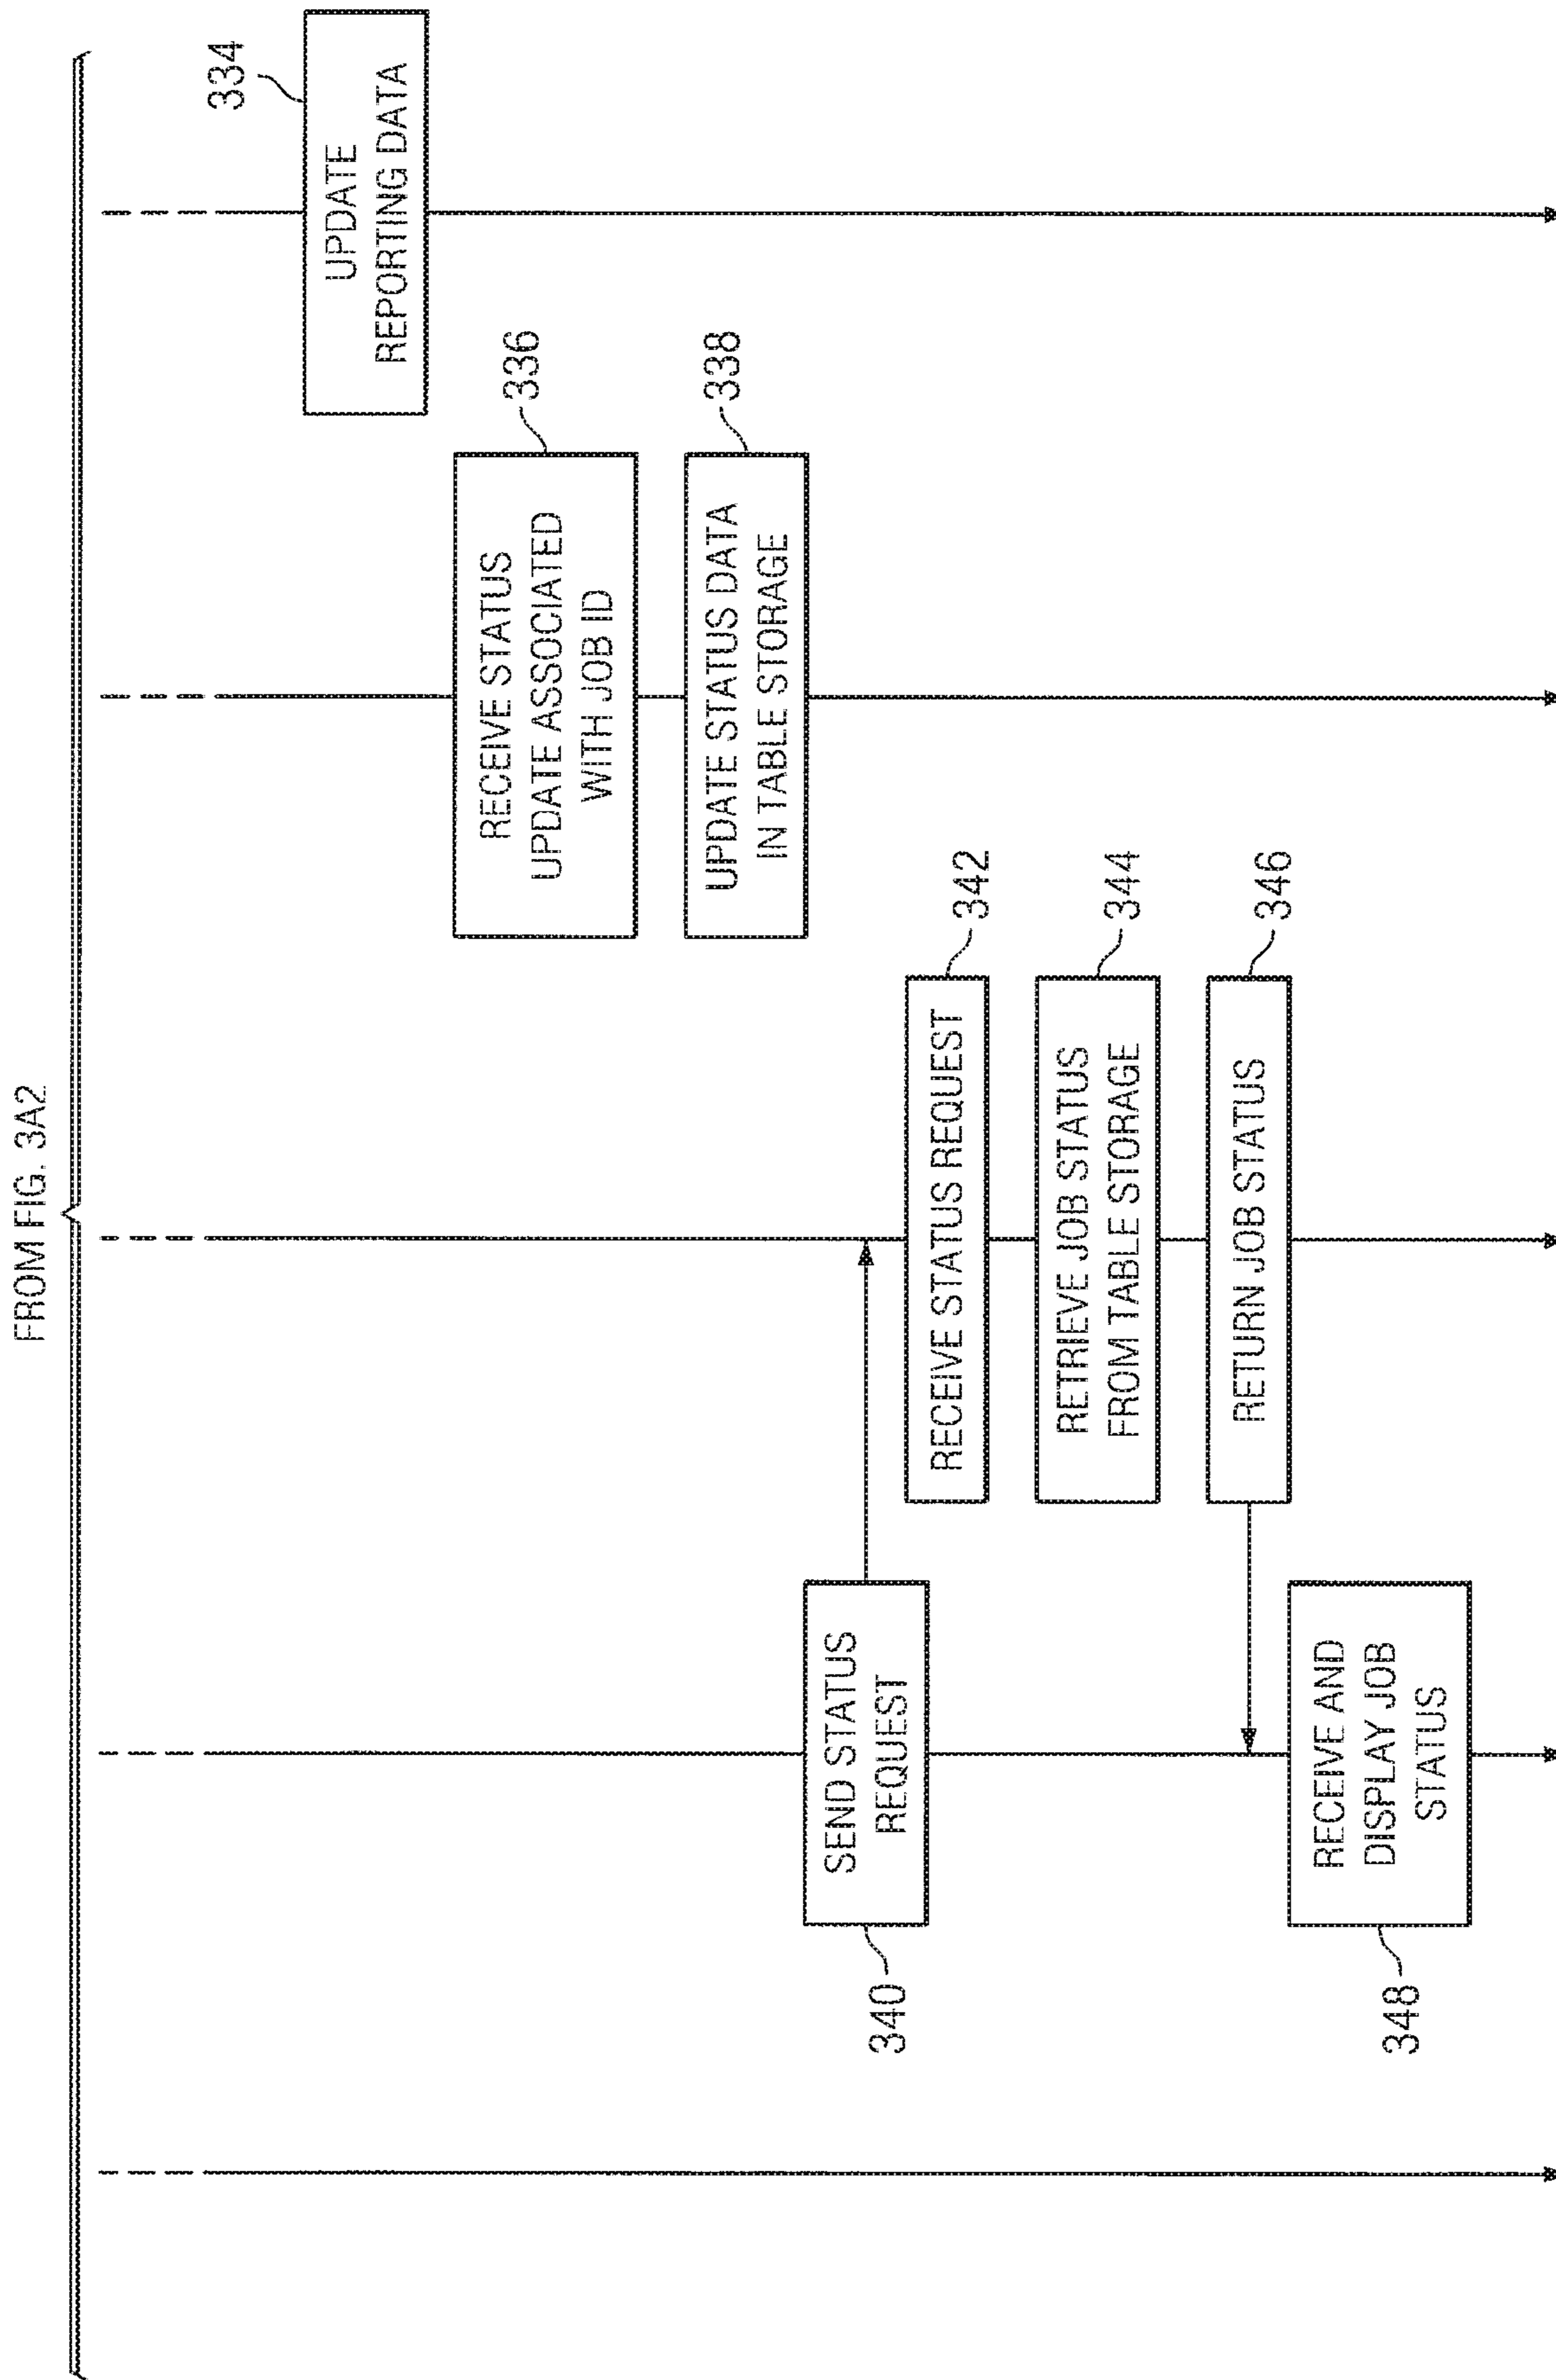 FROM FIG. 3A2
334
UPDATE
REPORTING DATA
336
RECEIVE STATUS
UPDATE ASSOCIATED
WITH JOB ID
338
UPDATE STATUS DATA
IN TABLE STORAGE
340
SEND STATUS
REQUEST
342
RECEIVE STATUS REQUEST
344
RETRIEVE JOB STATUS
FROM TABLE STORAGE
346
RETURN JOB STATUS
348
RECEIVE AND
DISPLAY JOB
STATUS